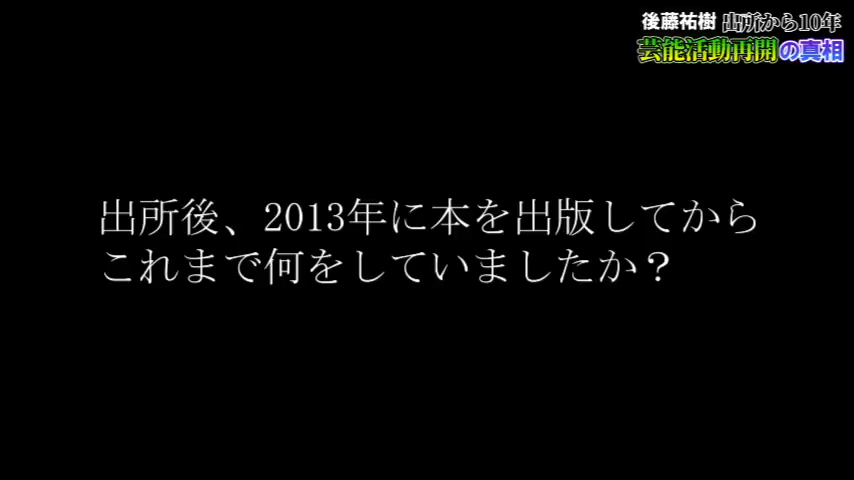 後藤祐樹 出所から10年
芸能活動再開の真相
出所後、2013年に本を出版してから
これまで何をしていましたか？